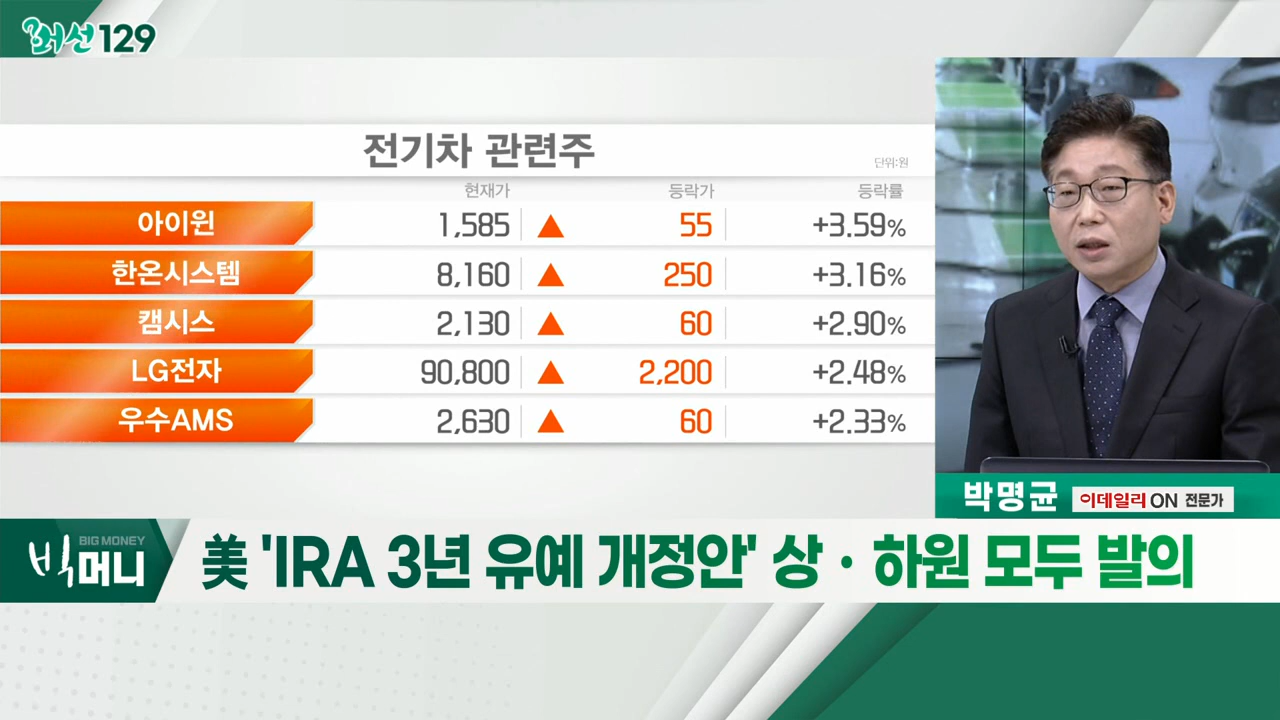 머선129
전기차 관련주
단위:원
현재가 등락가 등락률
아이윈 1,585 ▲ 55 +3.59%
한온시스템 8,160 ▲ 250 +3.16%
캠시스 2,130 ▲ 60 +2.90%
LG전자 90,800 ▲ 2,200 +2.48%
우수AMS 2,630 ▲ 60 +2.33%
박명균 이데일리ON 전문가
BIG MONEY
빅머니
美 'IRA 3년 유예 개정안' 상·하원 모두 발의